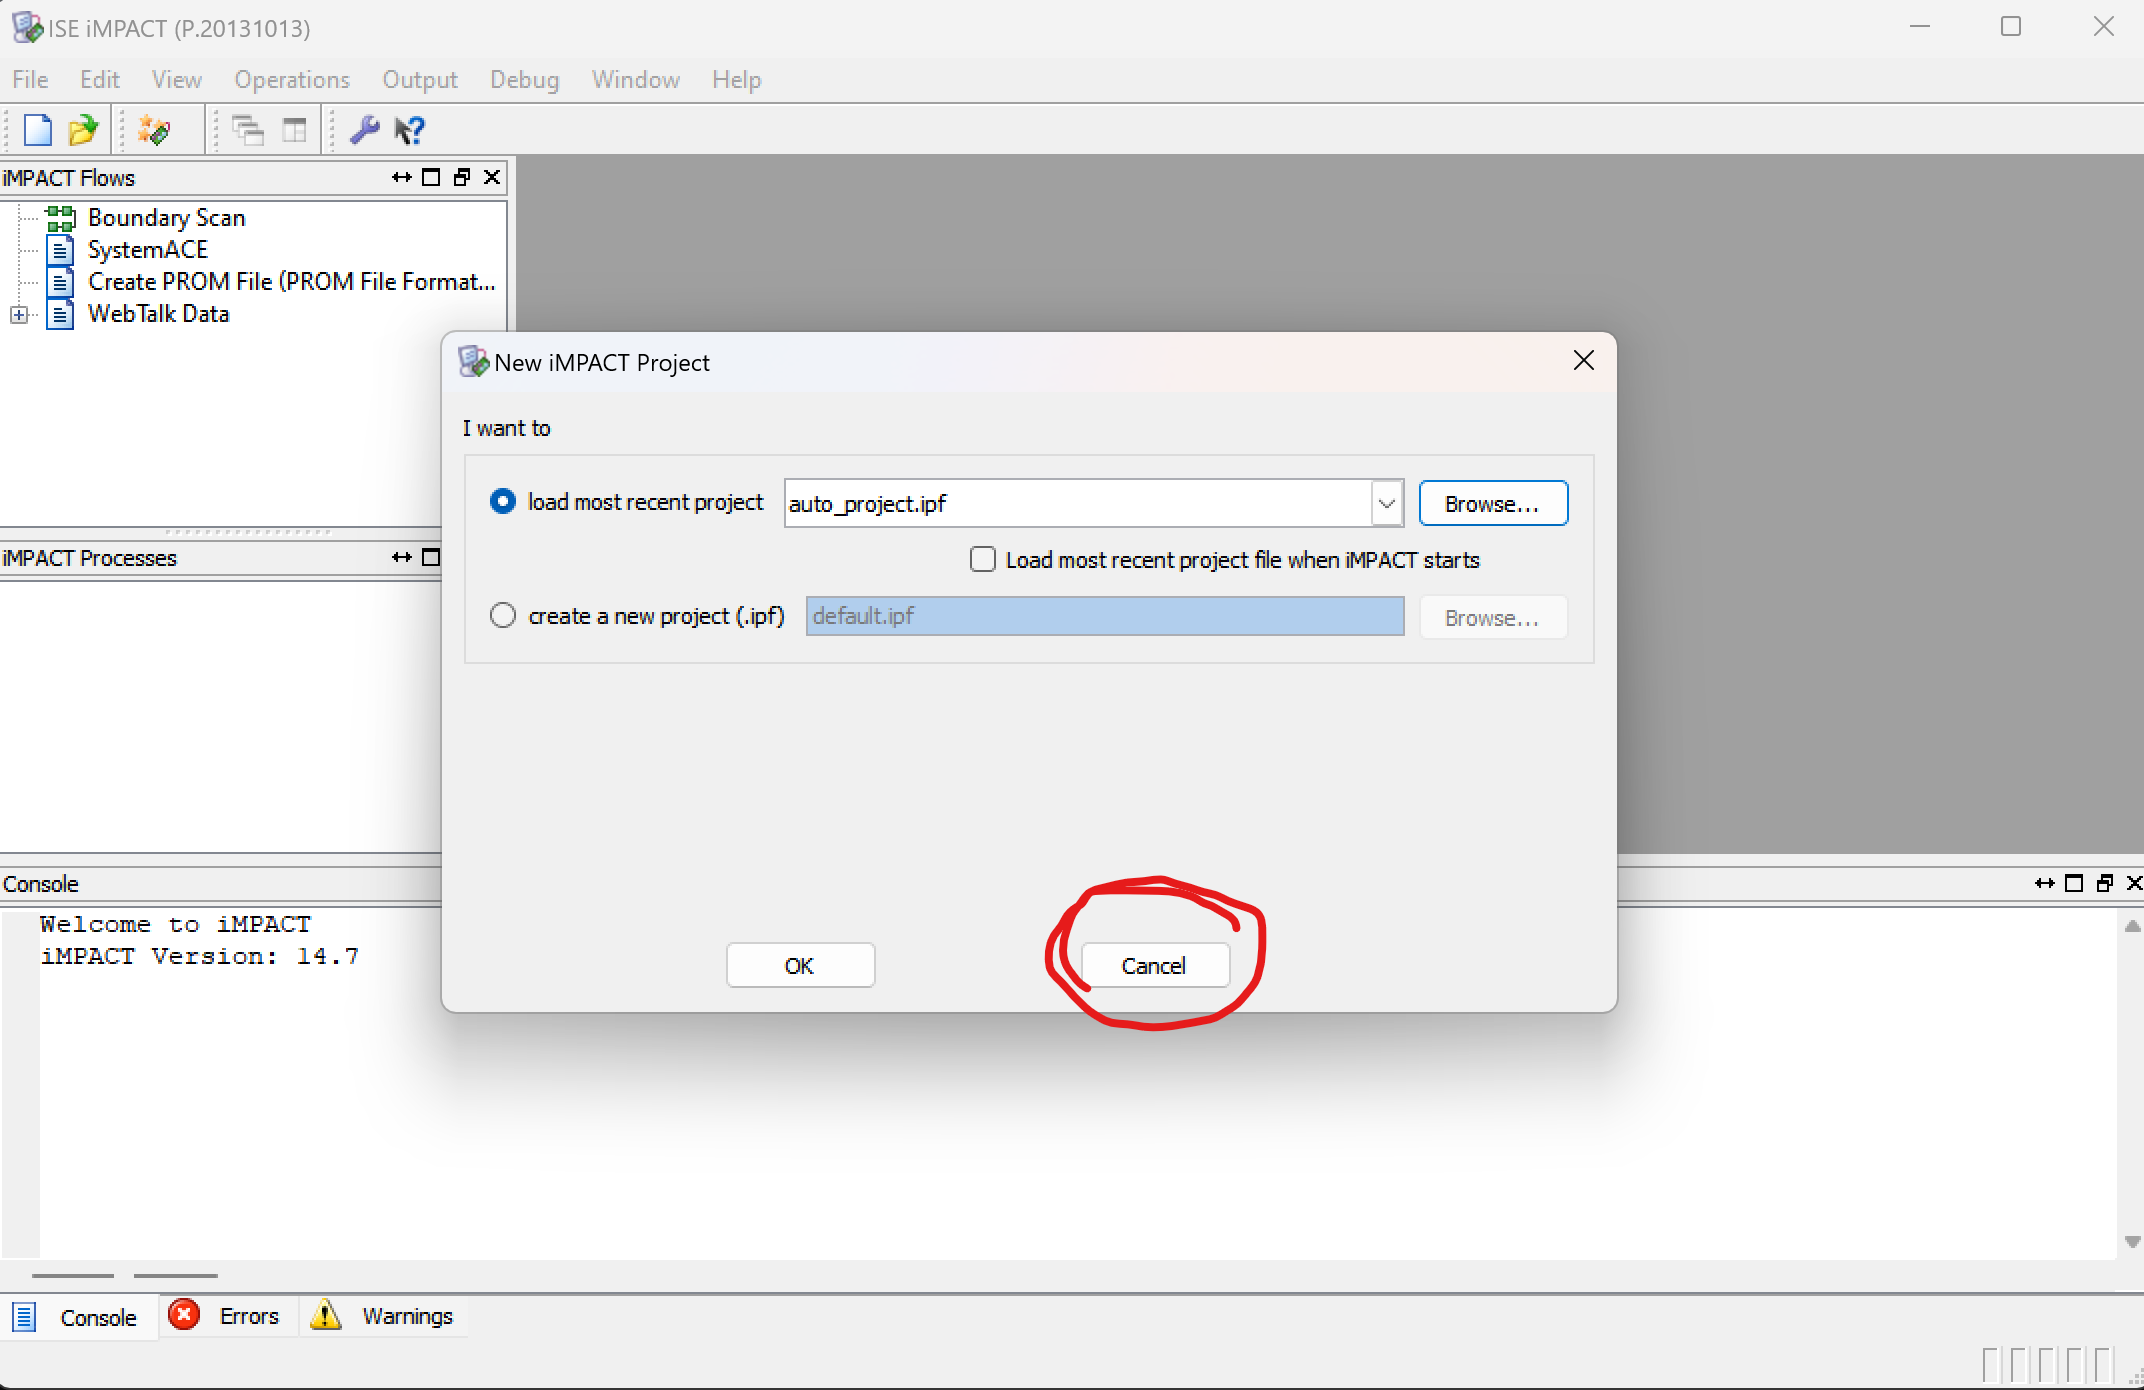 ISE iMPACT (P.20131013)
File Edit View Operations Output Debug Window Help
iMPACT Flows
Boundary Scan
SystemACE
Create PROM File (PROM File Format...
WebTalk Data
New iMPACT Project
I want to
load most recent project auto_project.ipf Browse...
Load most recent project file when iMPACT starts
create a new project (.ipf) default.ipf Browse...
OK Cancel
iMPACT Processes
Console
Welcome to iMPACT
iMPACT Version: 14.7
Console Errors Warnings